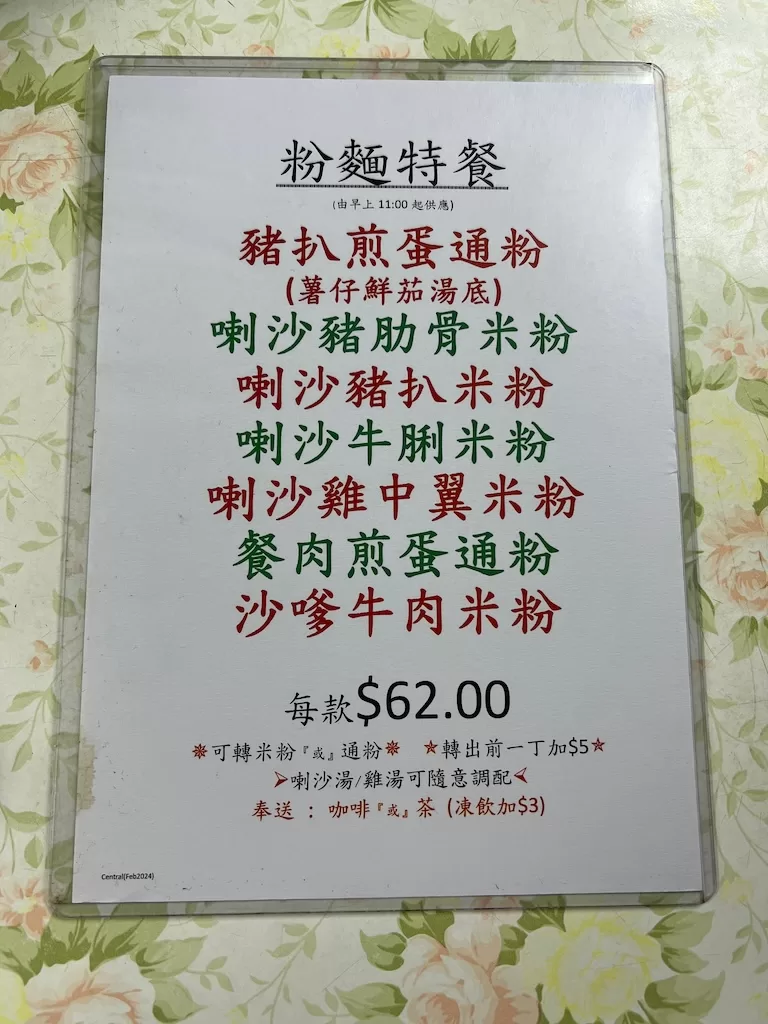 粉麵特餐
(由早上 11:00 起供應)
豬扒煎蛋通粉
(薯仔鮮茄湯底)
喇沙豬肋骨米粉
喇沙豬扒米粉
喇沙牛脷米粉
喇沙雞中翼米粉
餐肉煎蛋通粉
沙嗲牛肉米粉
每款$62.00
❋可轉米粉『或』通粉❋ ★轉出前一丁加$5★
➢喇沙湯/雞湯可隨意調配
奉送 : 咖啡『或』茶 (凍飲加$3)
Central(Feb2024)